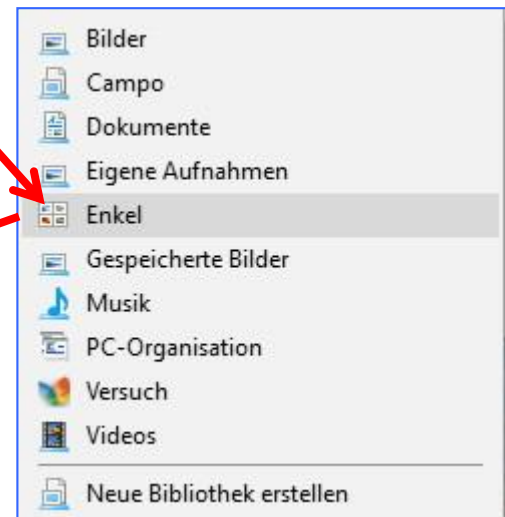 Bilder
Campo
Dokumente
Eigene Aufnahmen
Enkel
Gespeicherte Bilder
Musik
PC-Organisation
Versuch
Videos
Neue Bibliothek erstellen